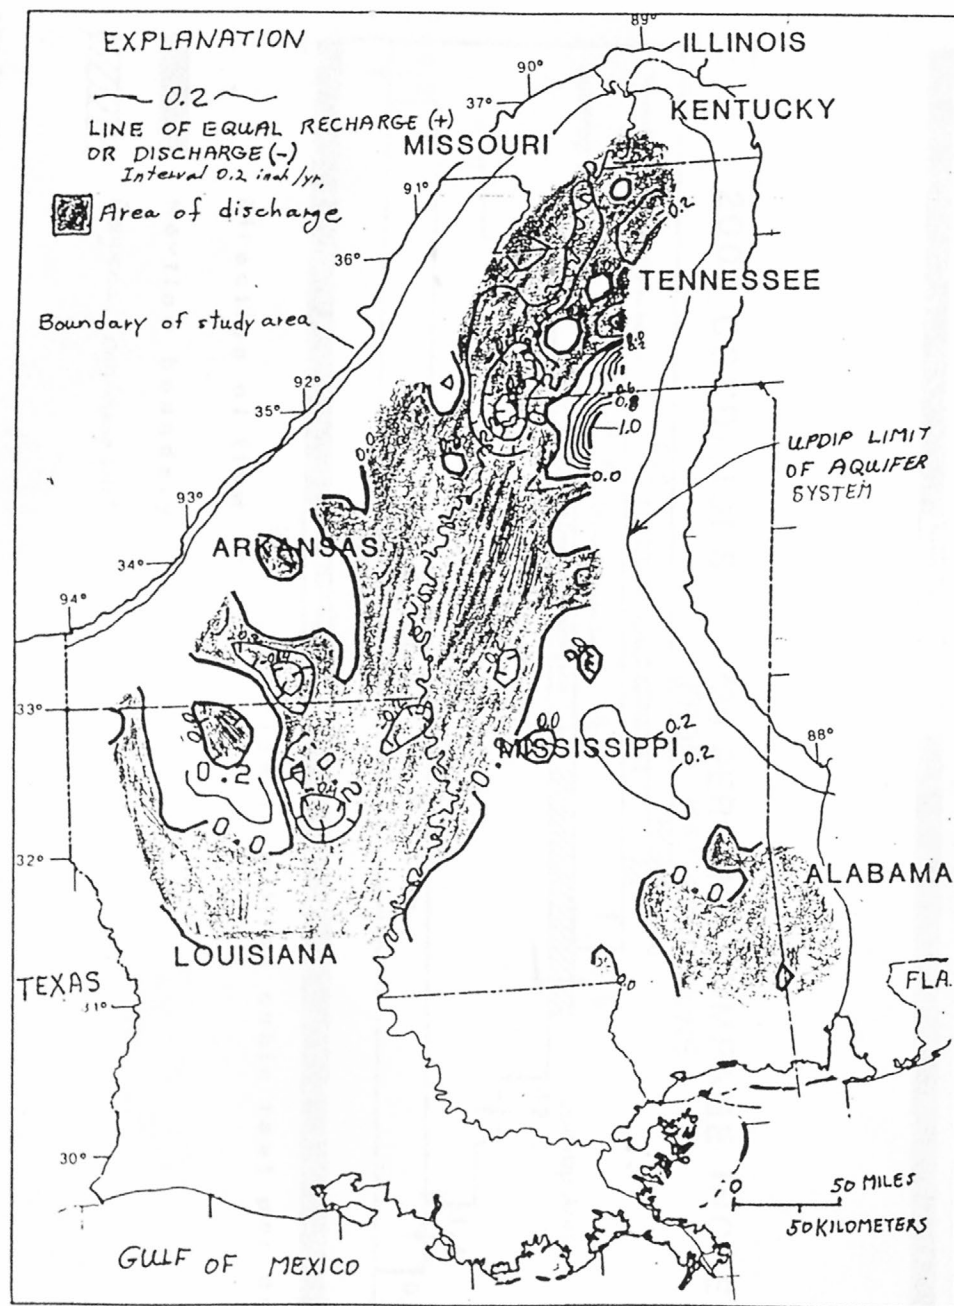 EXPLANATION
0.2
LINE OF EQUAL RECHARGE (+)
OR DISCHARGE (-)
Interval 0.2 inch/yr.
Area of discharge
89°
ILLINOIS
90°
37°
KENTUCKY
MISSOURI
91°
0.2
36°
TENNESSEE
Boundary of study area
92°
35°
0.6
0.8
1.0
UPDIP LIMIT
OF AQUIFER
SYSTEM
0.0
93°
ARKANSAS
34°
94°
33°
0.0
0.2
MISSISSIPPI
0.2
88°
0.2
0.0
32°
0.0
ALABAMA
LOUISIANA
TEXAS
31°
FLA.
30°
0
50 MILES
50 KILOMETERS
GULF OF MEXICO